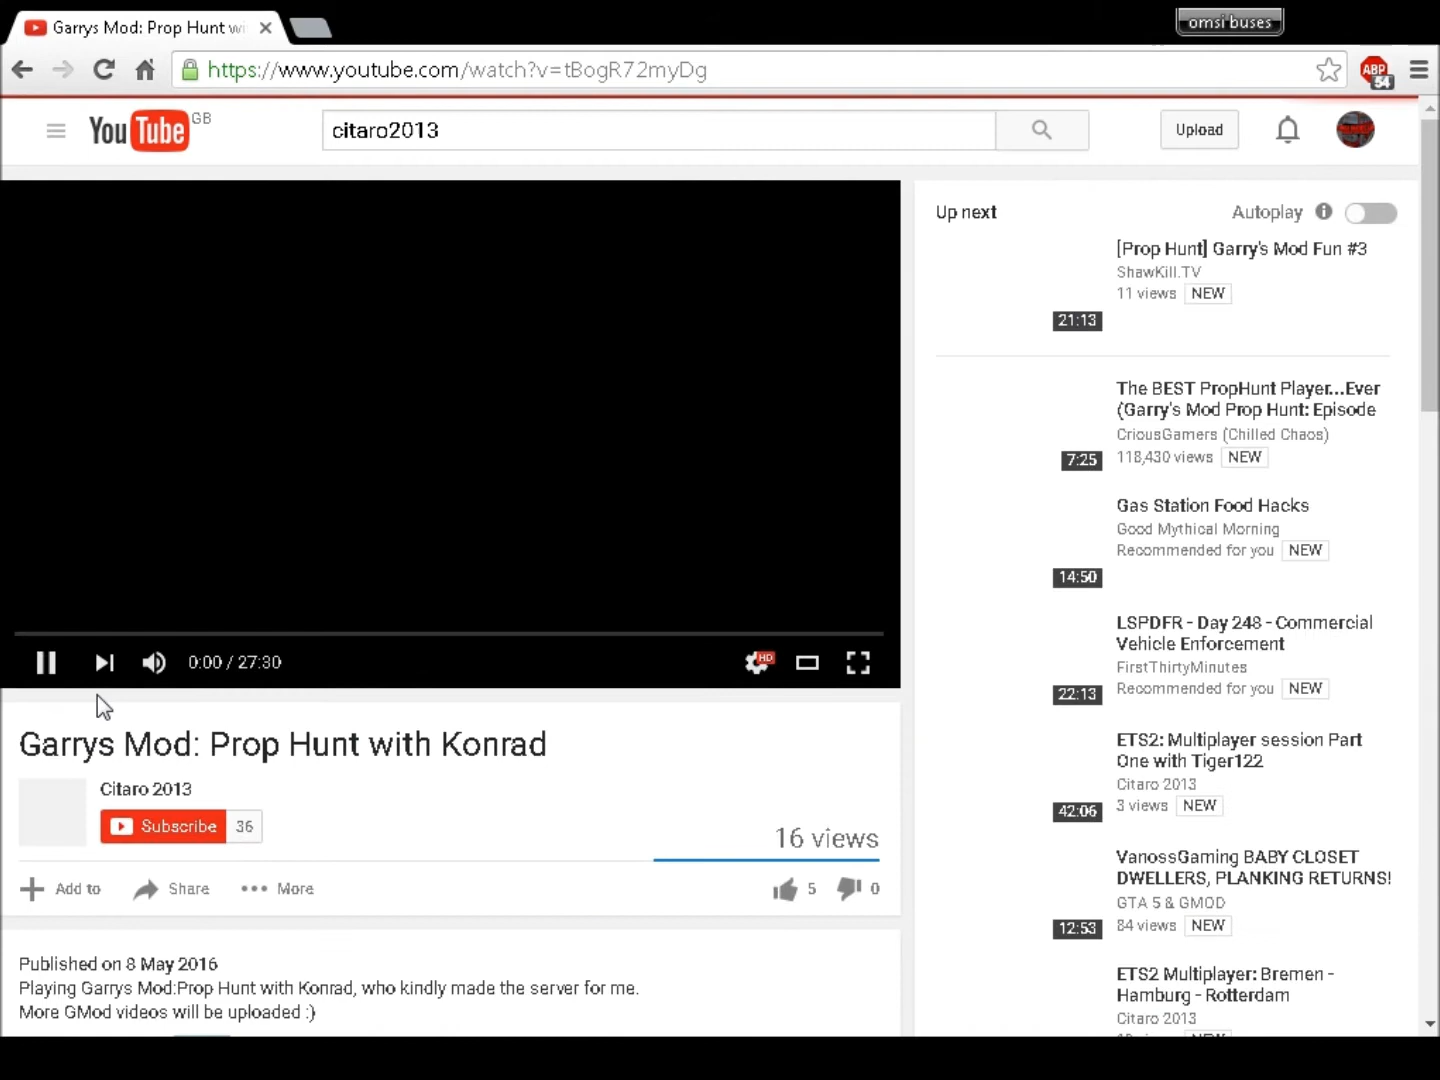 Garrys Mod: Prop Hunt wi
omsi buses
https://www.youtube.com/watch?v=tBogR72myDg
ABP
54
YouTube GB
citaro2013
Upload
Up next
Autoplay
[Prop Hunt] Garry's Mod Fun #3
ShawKill.TV
11 views NEW
21:13
The BEST PropHunt Player...Ever
(Garry's Mod Prop Hunt: Episode
CriousGamers (Chilled Chaos)
118,430 views NEW
7:25
Gas Station Food Hacks
Good Mythical Morning
Recommended for you NEW
14:50
LSPDFR - Day 248 - Commercial
Vehicle Enforcement
FirstThirtyMinutes
Recommended for you NEW
22:13
ETS2: Multiplayer session Part
One with Tiger122
Citaro 2013
3 views NEW
42:06
VanossGaming BABY CLOSET
DWELLERS, PLANKING RETURNS!
GTA 5 & GMOD
84 views NEW
12:53
ETS2 Multiplayer: Bremen -
Hamburg - Rotterdam
Citaro 2013
0:00 / 27:30
HD
Garrys Mod: Prop Hunt with Konrad
Citaro 2013
Subscribe 36
16 views
Add to
Share
More
5
0
Published on 8 May 2016
Playing Garrys Mod:Prop Hunt with Konrad, who kindly made the server for me.
More GMod videos will be uploaded :)